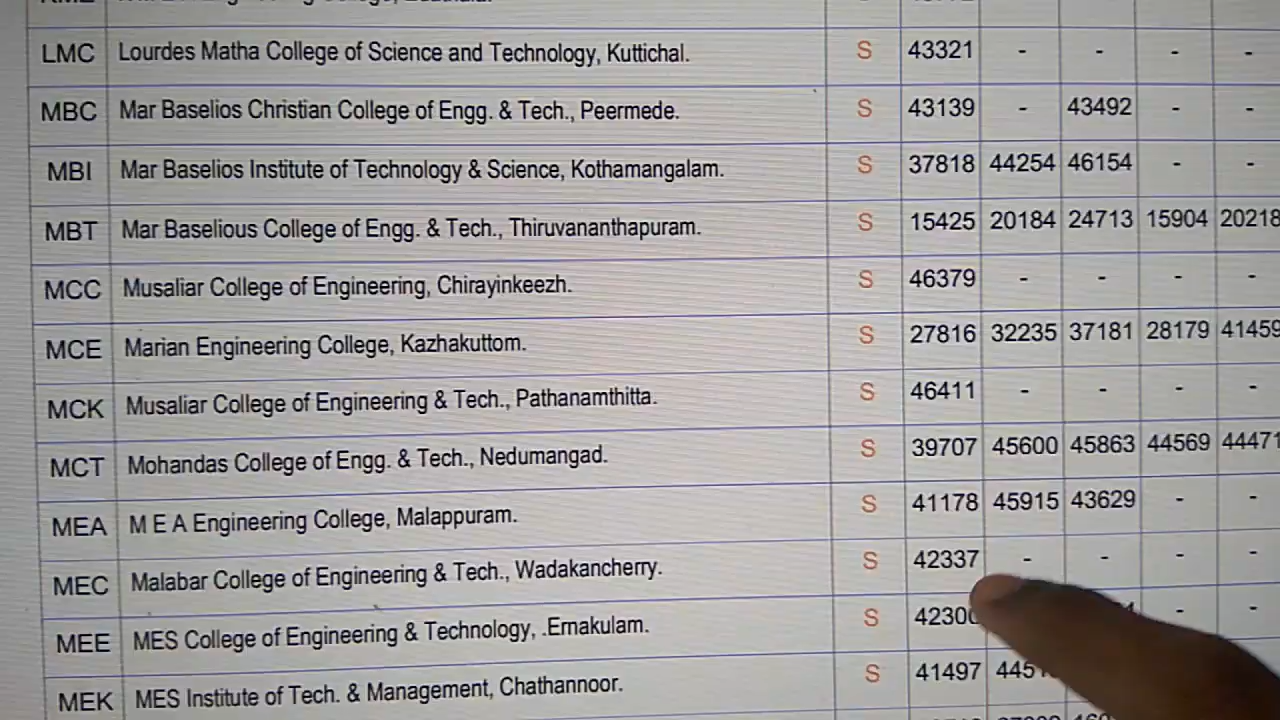 LMC Lourdes Matha College of Science and Technology, Kuttichal. S 43321 - - - -
MBC Mar Baselios Christian College of Engg. & Tech., Peermede. S 43139 - 43492 - -
MBI Mar Baselios Institute of Technology & Science, Kothamangalam. S 37818 44254 46154 - -
MBT Mar Baselious College of Engg. & Tech., Thiruvananthapuram. S 15425 20184 24713 15904 20218
MCC Musaliar College of Engineering, Chirayinkeezh. S 46379 - - - -
MCE Marian Engineering College, Kazhakuttom. S 27816 32235 37181 28179 41459
MCK Musaliar College of Engineering & Tech., Pathanamthitta. S 46411 - - - -
MCT Mohandas College of Engg. & Tech., Nedumangad. S 39707 45600 45863 44569 44471
MEA M E A Engineering College, Malappuram. S 41178 45915 43629 - -
MEC Malabar College of Engineering & Tech., Wadakancherry. S 42337 - - - -
MEE MES College of Engineering & Technology, .Ernakulam. S - -
MEK MES Institute of Tech. & Management, Chathannoor. S 41497